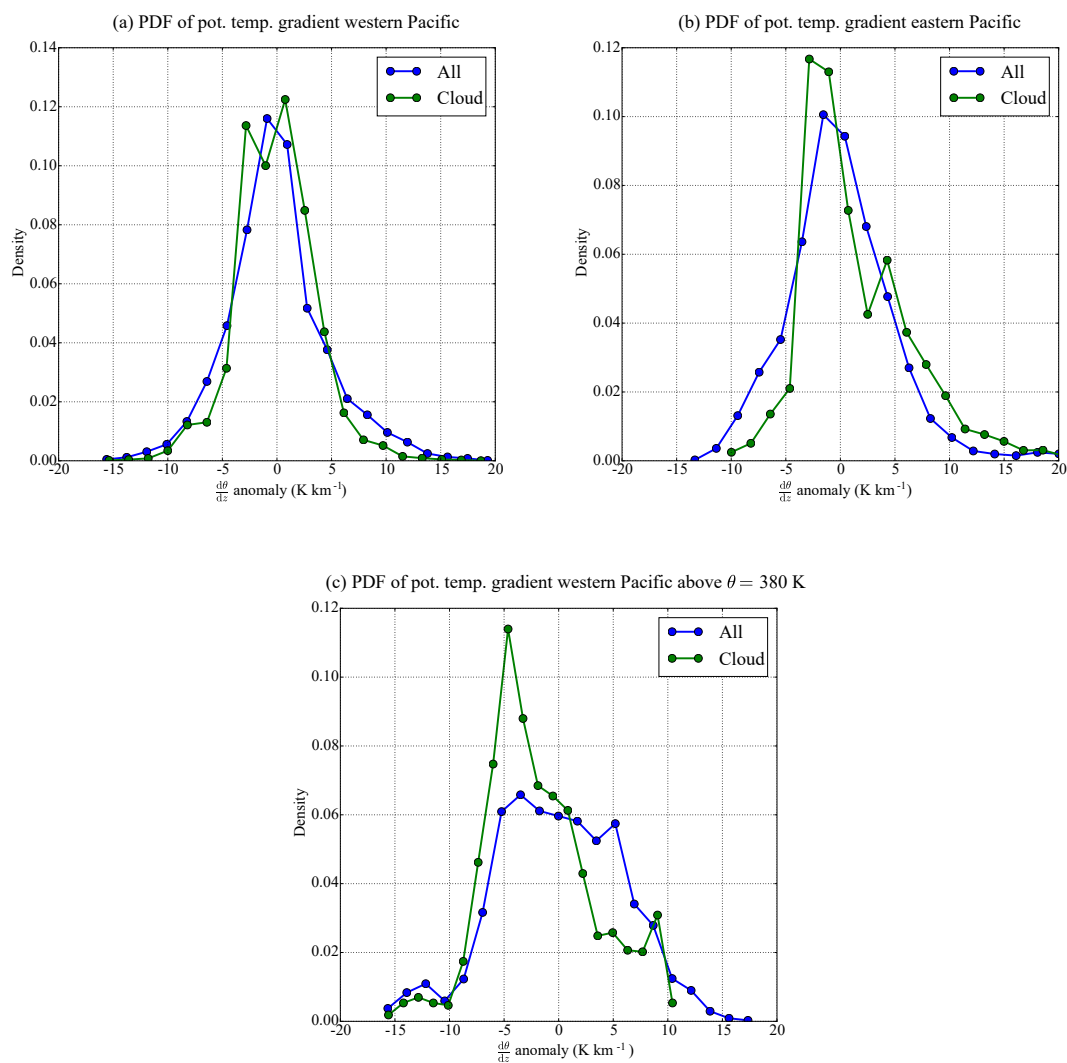 (a) PDF of pot. temp. gradient western Pacific
0.14
0.12
0.10
0.08
0.06
0.04
0.02
0.00
Density
All
Cloud
-20 -15 -10 -5 0 5 10 15 20
dθ/dz anomaly (K km⁻¹)
(b) PDF of pot. temp. gradient eastern Pacific
0.12
0.10
0.08
0.06
0.04
0.02
0.00
Density
All
Cloud
-20 -15 -10 -5 0 5 10 15 20
dθ/dz anomaly (K km⁻¹)
(c) PDF of pot. temp. gradient western Pacific above θ = 380 K
0.12
0.10
0.08
0.06
0.04
0.02
0.00
Density
All
Cloud
-20 -15 -10 -5 0 5 10 15 20
dθ/dz anomaly (K km⁻¹)